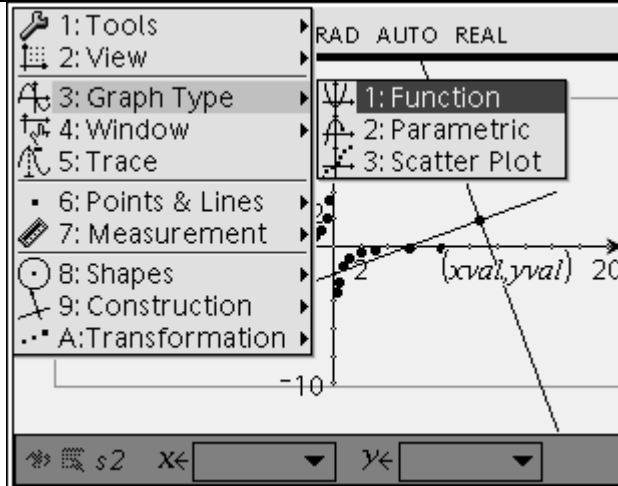 1: Tools
2: View
3: Graph Type
4: Window
5: Trace
6: Points & Lines
7: Measurement
8: Shapes
9: Construction
A:Transformation
RAD AUTO REAL
1: Function
2: Parametric
3: Scatter Plot
2
(xval,yval)
20
-10
s2 x← y←